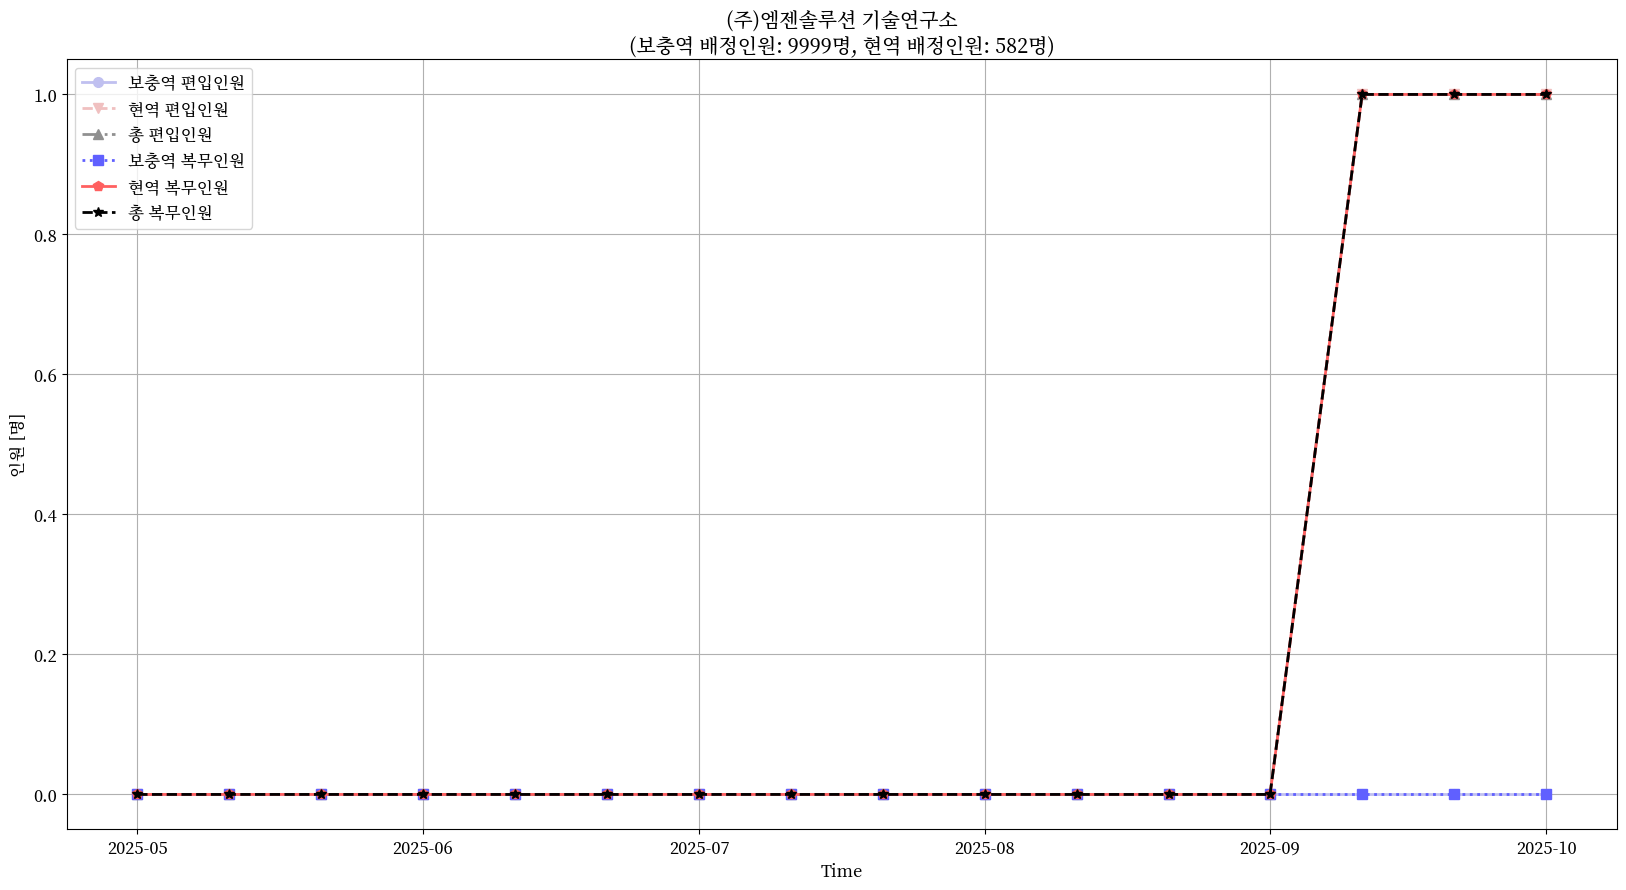 (주)엠젠솔루션 기술연구소
(보충역 배정인원: 9999명, 현역 배정인원: 582명)
보충역 편입인원
현역 편입인원
총 편입인원
보충역 복무인원
현역 복무인원
총 복무인원
1.0
0.8
0.6
0.4
0.2
0.0
인원 [명]
2025-05
2025-06
2025-07
2025-08
2025-09
2025-10
Time